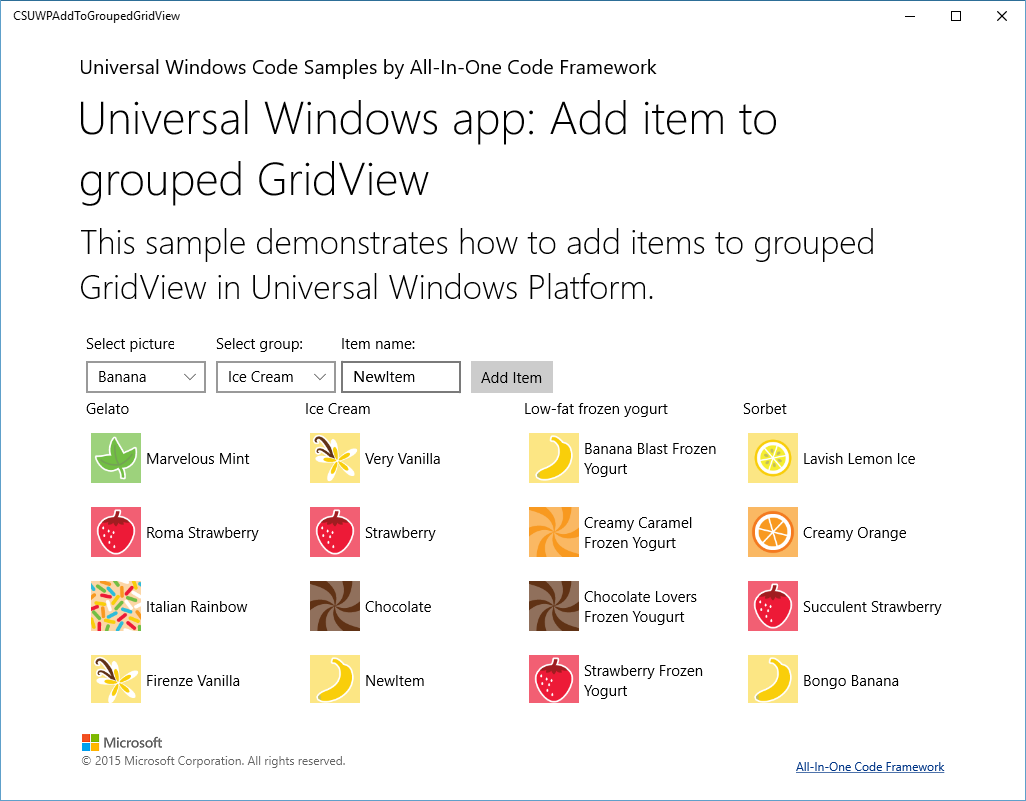 CSUWPAddToGroupedGridView
Universal Windows Code Samples by All-In-One Code Framework
Universal Windows app: Add item to
grouped GridView
This sample demonstrates how to add items to grouped
GridView in Universal Windows Platform.
Select picture
Select group:
Item name:
Banana
Ice Cream
NewItem
Add Item
Gelato
Marvelous Mint
Roma Strawberry
Italian Rainbow
Firenze Vanilla
Ice Cream
Very Vanilla
Strawberry
Chocolate
NewItem
Low-fat frozen yogurt
Banana Blast Frozen
Yogurt
Creamy Caramel
Frozen Yogurt
Chocolate Lovers
Frozen Yougurt
Strawberry Frozen
Yogurt
Sorbet
Lavish Lemon Ice
Creamy Orange
Succulent Strawberry
Bongo Banana
Microsoft
© 2015 Microsoft Corporation. All rights reserved.
All-In-One Code Framework